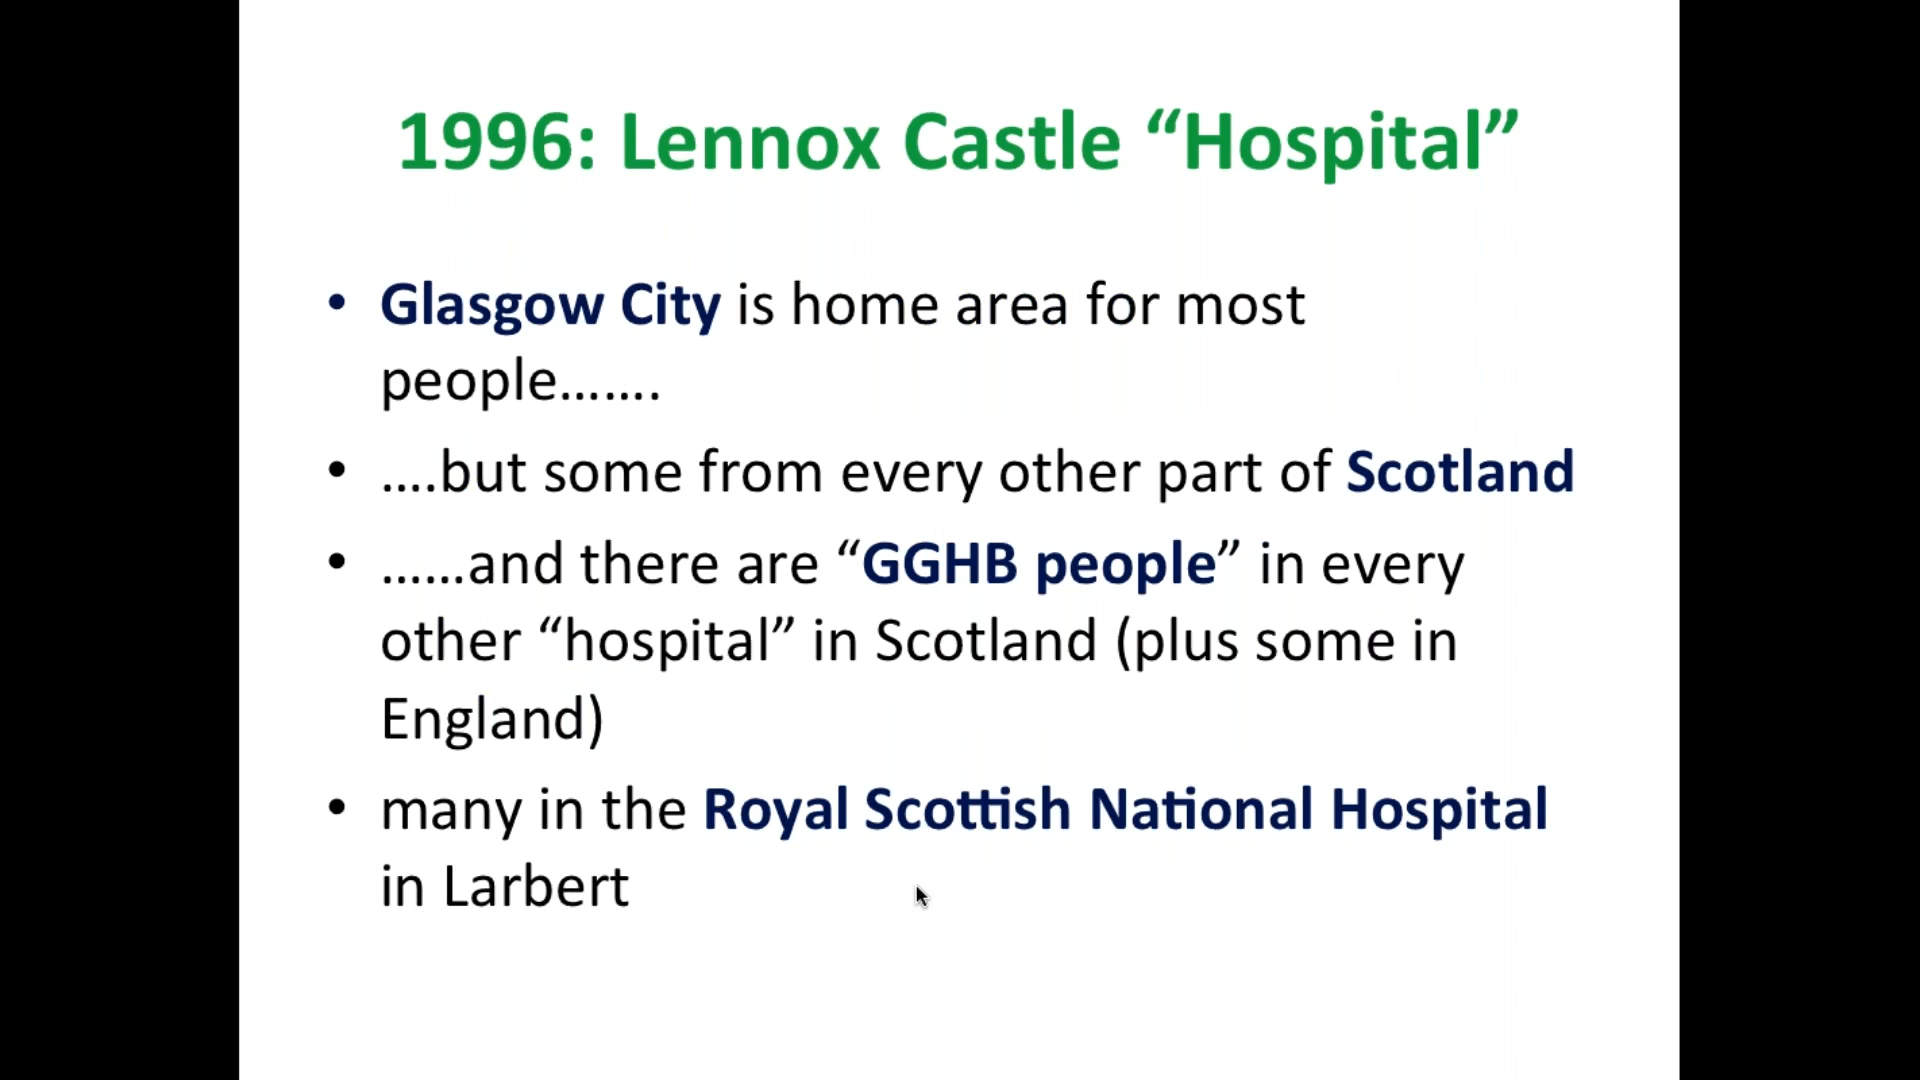 1996: Lennox Castle “Hospital”
• Glasgow City is home area for most
people…….
• ….but some from every other part of Scotland
• ……and there are “GGHB people” in every
other “hospital” in Scotland (plus some in
England)
• many in the Royal Scottish National Hospital
in Larbert